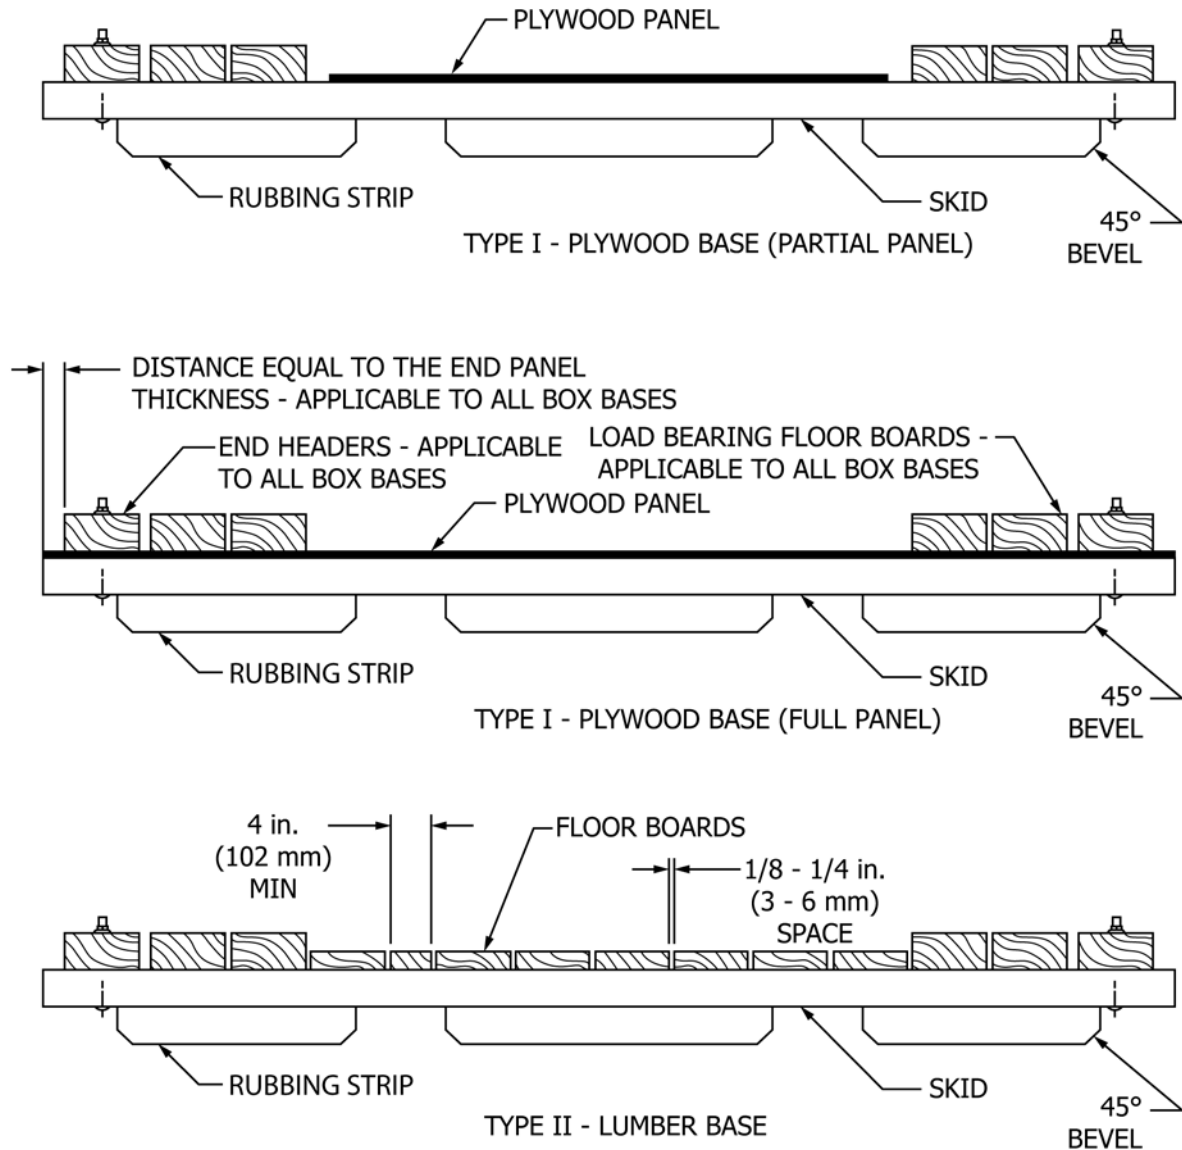 PLYWOOD PANEL
RUBBING STRIP
SKID
45°
BEVEL
TYPE I - PLYWOOD BASE (PARTIAL PANEL)
DISTANCE EQUAL TO THE END PANEL
THICKNESS - APPLICABLE TO ALL BOX BASES
END HEADERS - APPLICABLE
TO ALL BOX BASES
LOAD BEARING FLOOR BOARDS -
APPLICABLE TO ALL BOX BASES
PLYWOOD PANEL
RUBBING STRIP
SKID
45°
BEVEL
TYPE I - PLYWOOD BASE (FULL PANEL)
4 in.
(102 mm)
MIN
FLOOR BOARDS
1/8 - 1/4 in.
(3 - 6 mm)
SPACE
RUBBING STRIP
SKID
45°
BEVEL
TYPE II - LUMBER BASE